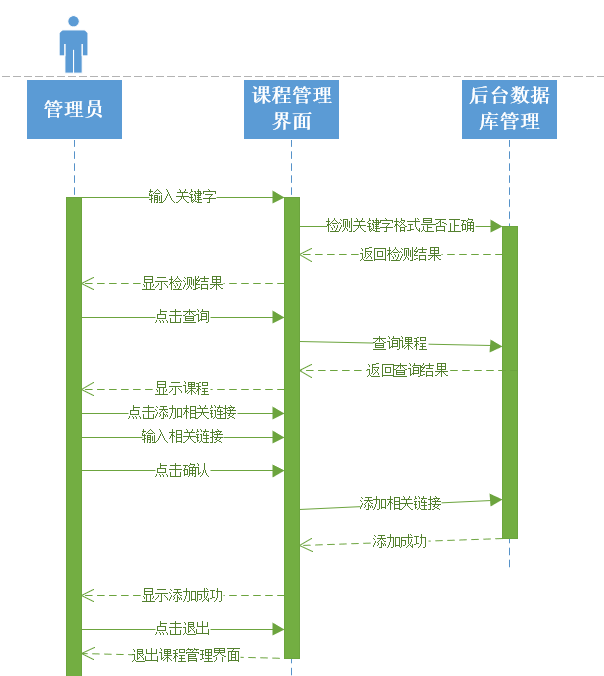 管理员
课程管理
界面
后台数据
库管理
输入关键字
检测关键字格式是否正确
返回检测结果
显示检测结果
点击查询
查询课程
返回查询结果
显示课程
点击添加相关链接
输入相关链接
点击确认
添加相关链接
添加成功
显示添加成功
点击退出
退出课程管理界面